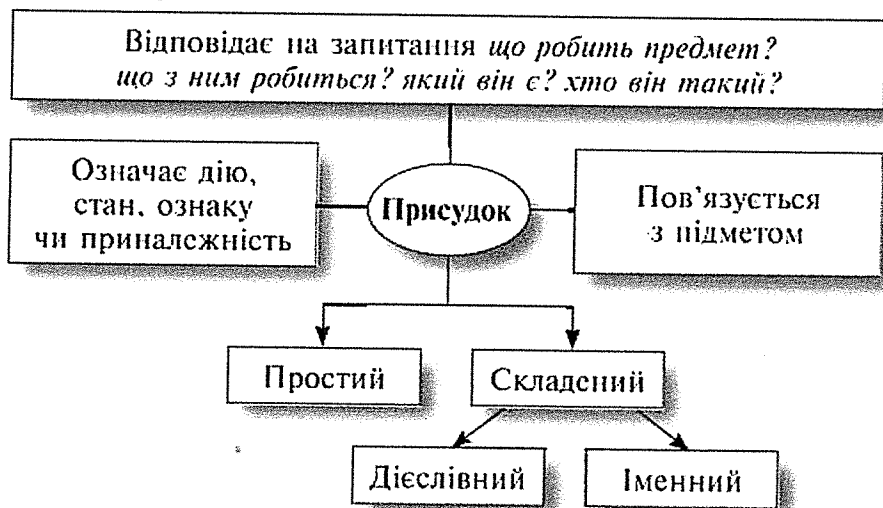 Відповідає на запитання що робить предмет?
що з ним робиться? який він є? хто він такий?
Означає дію,
стан, ознаку
чи приналежність
Присудок
Пов’язується
з підметом
Простий
Складений
Дієслівний
Іменний